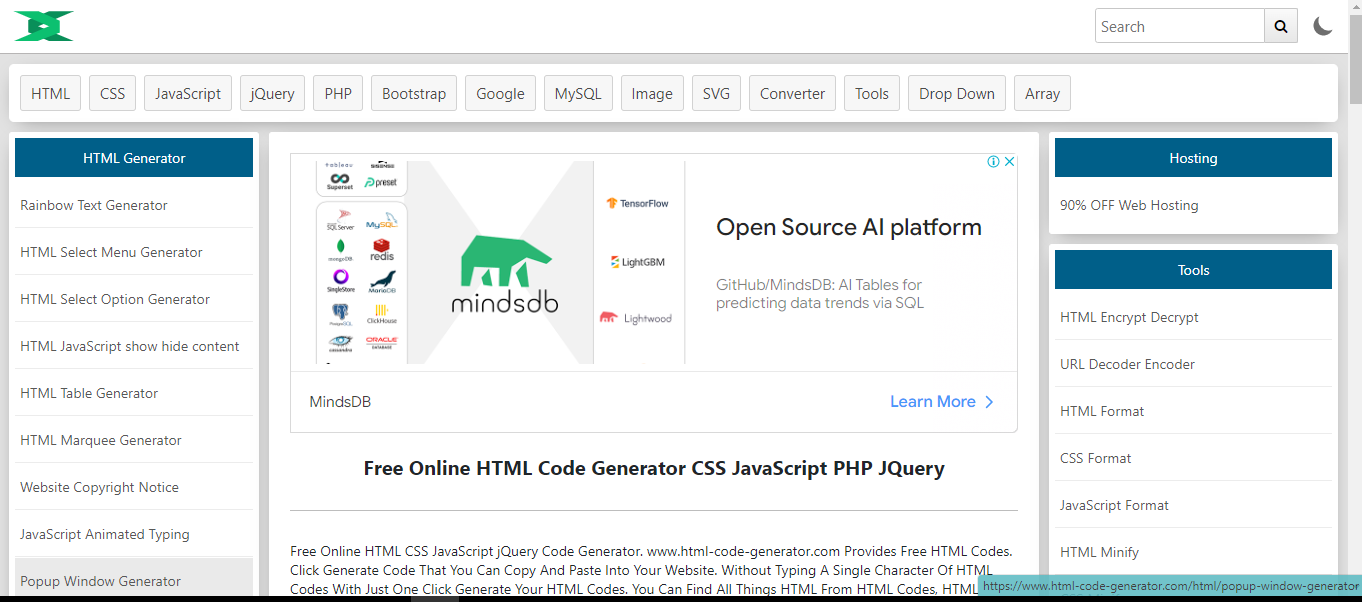 Search
HTML
CSS
JavaScript
jQuery
PHP
Bootstrap
Google
MySQL
Image
SVG
Converter
Tools
Drop Down
Array
HTML Generator
Rainbow Text Generator
HTML Select Menu Generator
HTML Select Option Generator
HTML JavaScript show hide content
HTML Table Generator
HTML Marquee Generator
Website Copyright Notice
JavaScript Animated Typing
Popup Window Generator
tableau
SISENSE
Superset
preset
SQL Server
MySQL
mongoDB
redis
SingleStore
MariaDB
PostgreSQL
ClickHouse
cassandra
ORACLE
DATABASE
mindsdb
TensorFlow
LightGBM
Lightwood
Open Source AI platform
GitHub/MindsDB: AI Tables for
predicting data trends via SQL
MindsDB
Learn More
Free Online HTML Code Generator CSS JavaScript PHP JQuery
Free Online HTML CSS JavaScript jQuery Code Generator. www.html-code-generator.com Provides Free HTML Codes.
Click Generate Code That You Can Copy And Paste Into Your Website. Without Typing A Single Character Of HTML
Codes With Just One Click Generate Your HTML Codes. You Can Find All Things HTML From HTML Codes, HTML
Hosting
90% OFF Web Hosting
Tools
HTML Encrypt Decrypt
URL Decoder Encoder
HTML Format
CSS Format
JavaScript Format
HTML Minify
https://www.html-code-generator.com/html/popup-window-generator